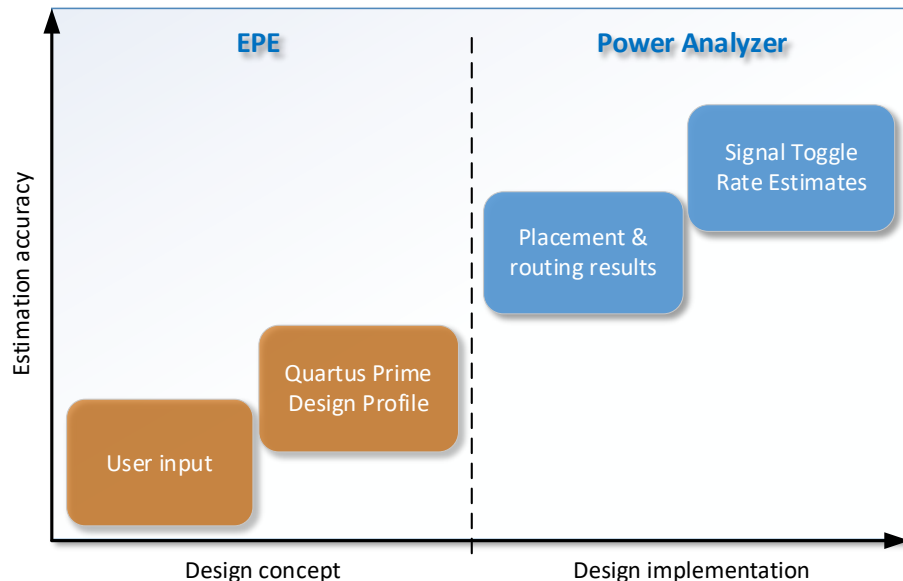 EPE
Power Analyzer
Signal Toggle
Rate Estimates
Placement &
routing results
Quartus Prime
Design Profile
User input
Estimation accuracy
Design concept
Design implementation